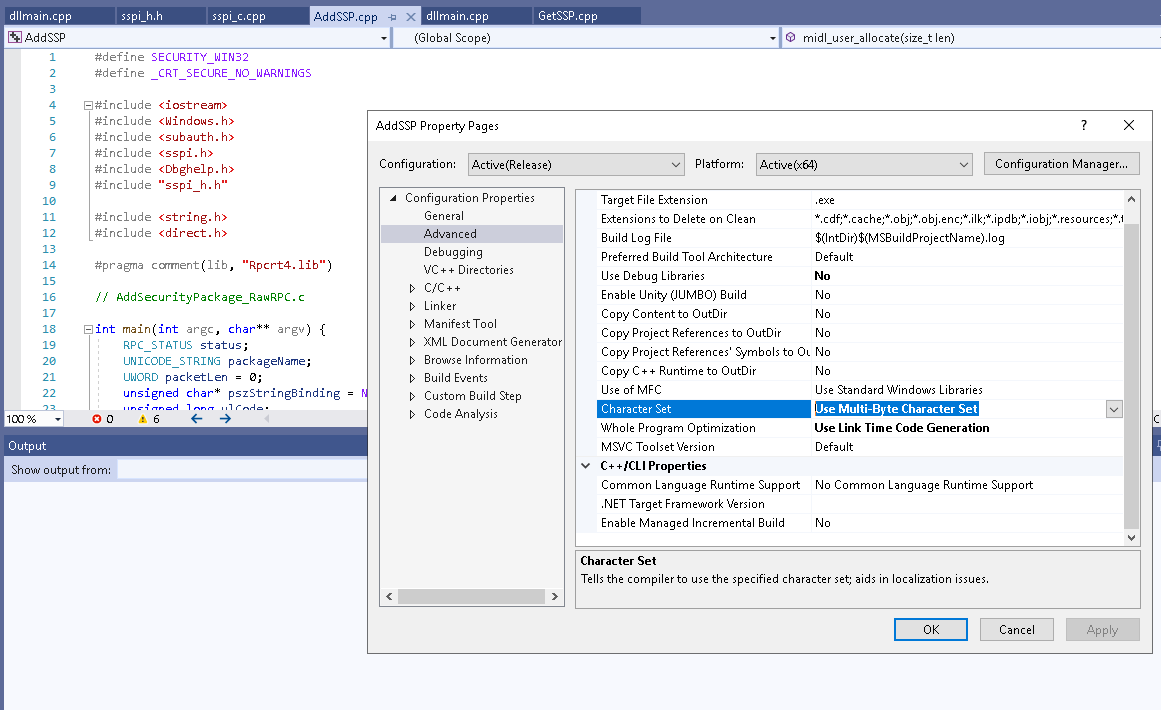 dllmain.cpp sspi_h.h sspi_c.cpp AddSSP.cpp dllmain.cpp GetSSP.cpp
AddSSP (Global Scope) midl_user_allocate(size_t len)
1 #define SECURITY_WIN32
2 #define _CRT_SECURE_NO_WARNINGS
3
4 #include <iostream>
5 #include <Windows.h>
6 #include <subauth.h>
7 #include <sspi.h>
8 #include <Dbghelp.h>
9 #include "sspi_h.h"
10
11 #include <string.h>
12 #include <direct.h>
13
14 #pragma comment(lib, "Rpcrt4.lib")
15
16 // AddSecurityPackage_RawRPC.c
17
18 int main(int argc, char** argv) {
19 RPC_STATUS status;
20 UNICODE_STRING packageName;
21 UWORD packetLen = 0;
22 unsigned char* pszStringBinding = N
23 unsigned long ulCode;
100 % 0 6
Output
Show output from:
AddSSP Property Pages ?
Configuration: Active(Release) Platform: Active(x64) Configuration Manager...
Configuration Properties
General
Advanced
Debugging
VC++ Directories
C/C++
Linker
Manifest Tool
XML Document Generator
Browse Information
Build Events
Custom Build Step
Code Analysis
Target File Extension .exe
Extensions to Delete on Clean *.cdf;*.cache;*.obj;*.obj.enc;*.ilk;*.ipdb;*.iobj;*.resources;*.t
Build Log File $(IntDir)$(MSBuildProjectName).log
Preferred Build Tool Architecture Default
Use Debug Libraries No
Enable Unity (JUMBO) Build No
Copy Content to OutDir No
Copy Project References to OutDir No
Copy Project References' Symbols to Ou No
Copy C++ Runtime to OutDir No
Use of MFC Use Standard Windows Libraries
Character Set Use Multi-Byte Character Set
Whole Program Optimization Use Link Time Code Generation
MSVC Toolset Version Default
C++/CLI Properties
Common Language Runtime Support No Common Language Runtime Support
.NET Target Framework Version
Enable Managed Incremental Build No
Character Set
Tells the compiler to use the specified character set; aids in localization issues.
OK Cancel Apply